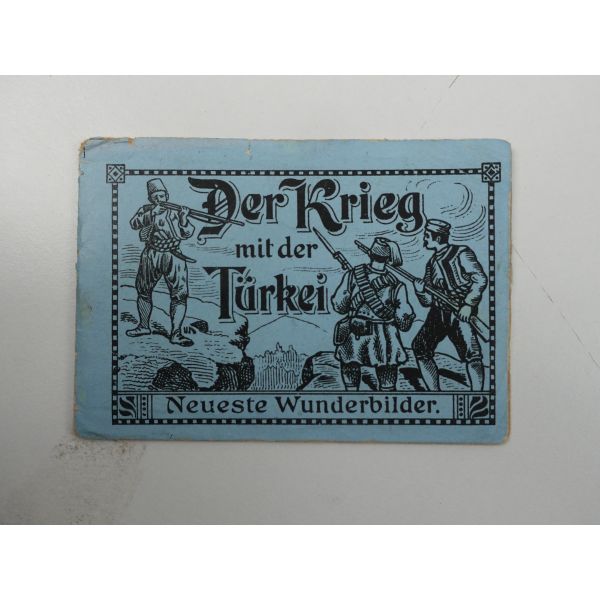 Der Krieg
mit der
Türkei
Neueste Wunderbilder.